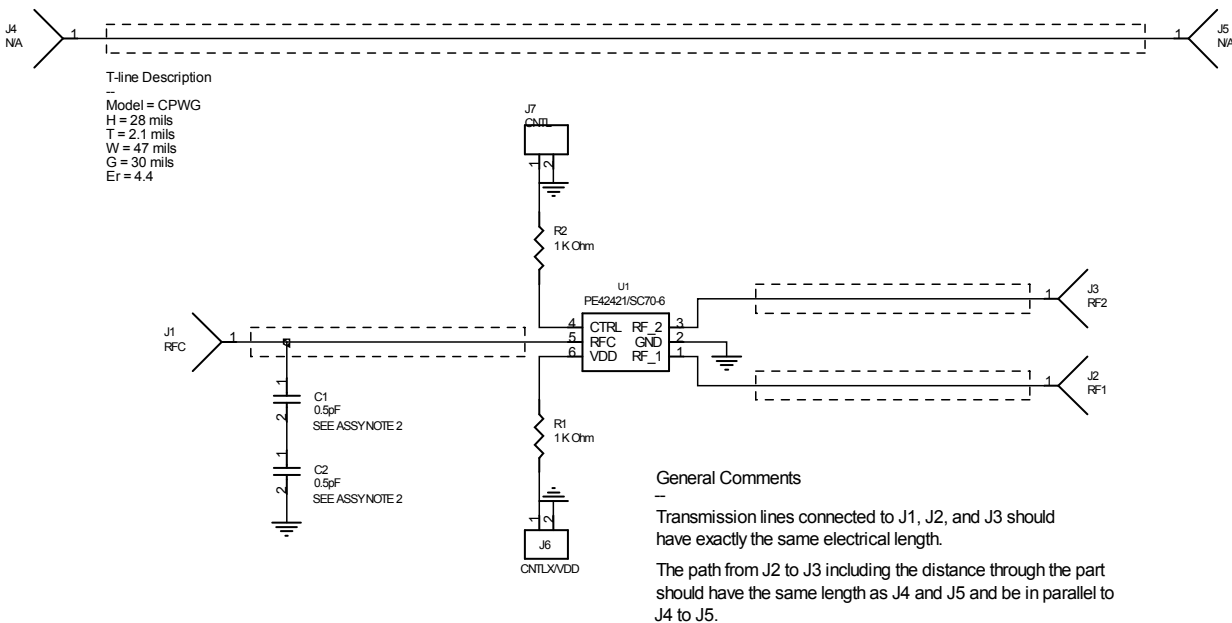 J4
N/A
1
1
J5
N/A
T-line Description
--
Model = CPWG
H = 28 mils
T = 2.1 mils
W = 47 mils
G = 30 mils
Er = 4.4
J7
CNTL
1
2
R2
1 K Ohm
U1
PE42421/SC70-6
4
CTRL
RF_2
3
5
RFC
GND
2
6
VDD
RF_1
1
J1
RFC
1
1
J3
RF2
1
J2
RF1
1
C1
0.5pF
2
SEE ASSY NOTE 2
1
C2
0.5pF
2
SEE ASSY NOTE 2
R1
1 K Ohm
1
2
J6
CNTLX/VDD
General Comments
--
Transmission lines connected to J1, J2, and J3 should
have exactly the same electrical length.
The path from J2 to J3 including the distance through the part
should have the same length as J4 and J5 and be in parallel to
J4 to J5.